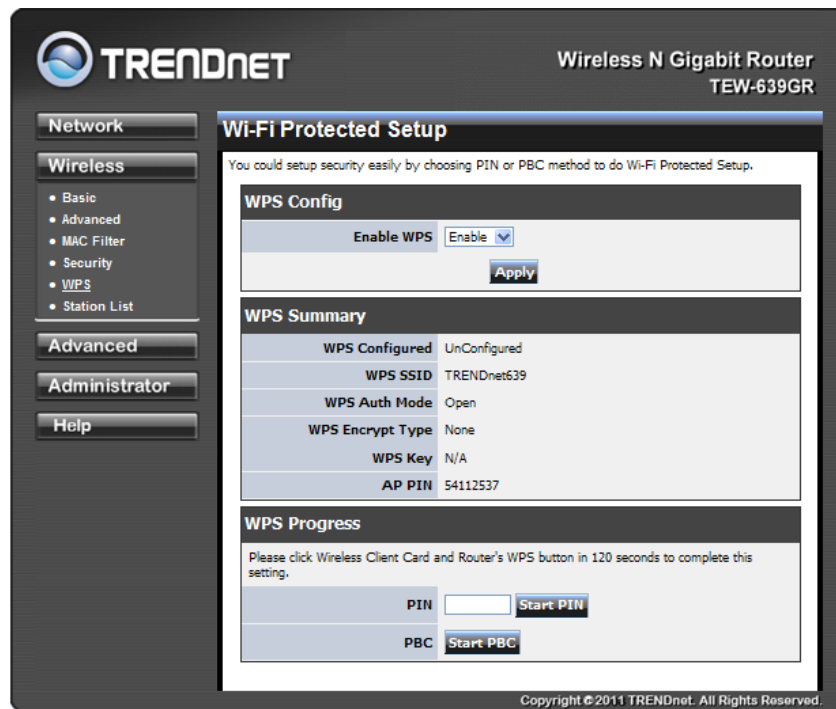 TRENDNET
Wireless N Gigabit Router
TEW-639GR
Network
Wireless
• Basic
• Advanced
• MAC Filter
• Security
• WPS
• Station List
Advanced
Administrator
Help
Wi-Fi Protected Setup
You could setup security easily by choosing PIN or PBC method to do Wi-Fi Protected Setup.
WPS Config
Enable WPS Enable
Apply
WPS Summary
WPS Configured UnConfigured
WPS SSID TRENDnet639
WPS Auth Mode Open
WPS Encrypt Type None
WPS Key N/A
AP PIN 54112537
WPS Progress
Please click Wireless Client Card and Router's WPS button in 120 seconds to complete this
setting.
PIN Start PIN
PBC Start PBC
Copyright © 2011 TRENDnet. All Rights Reserved.